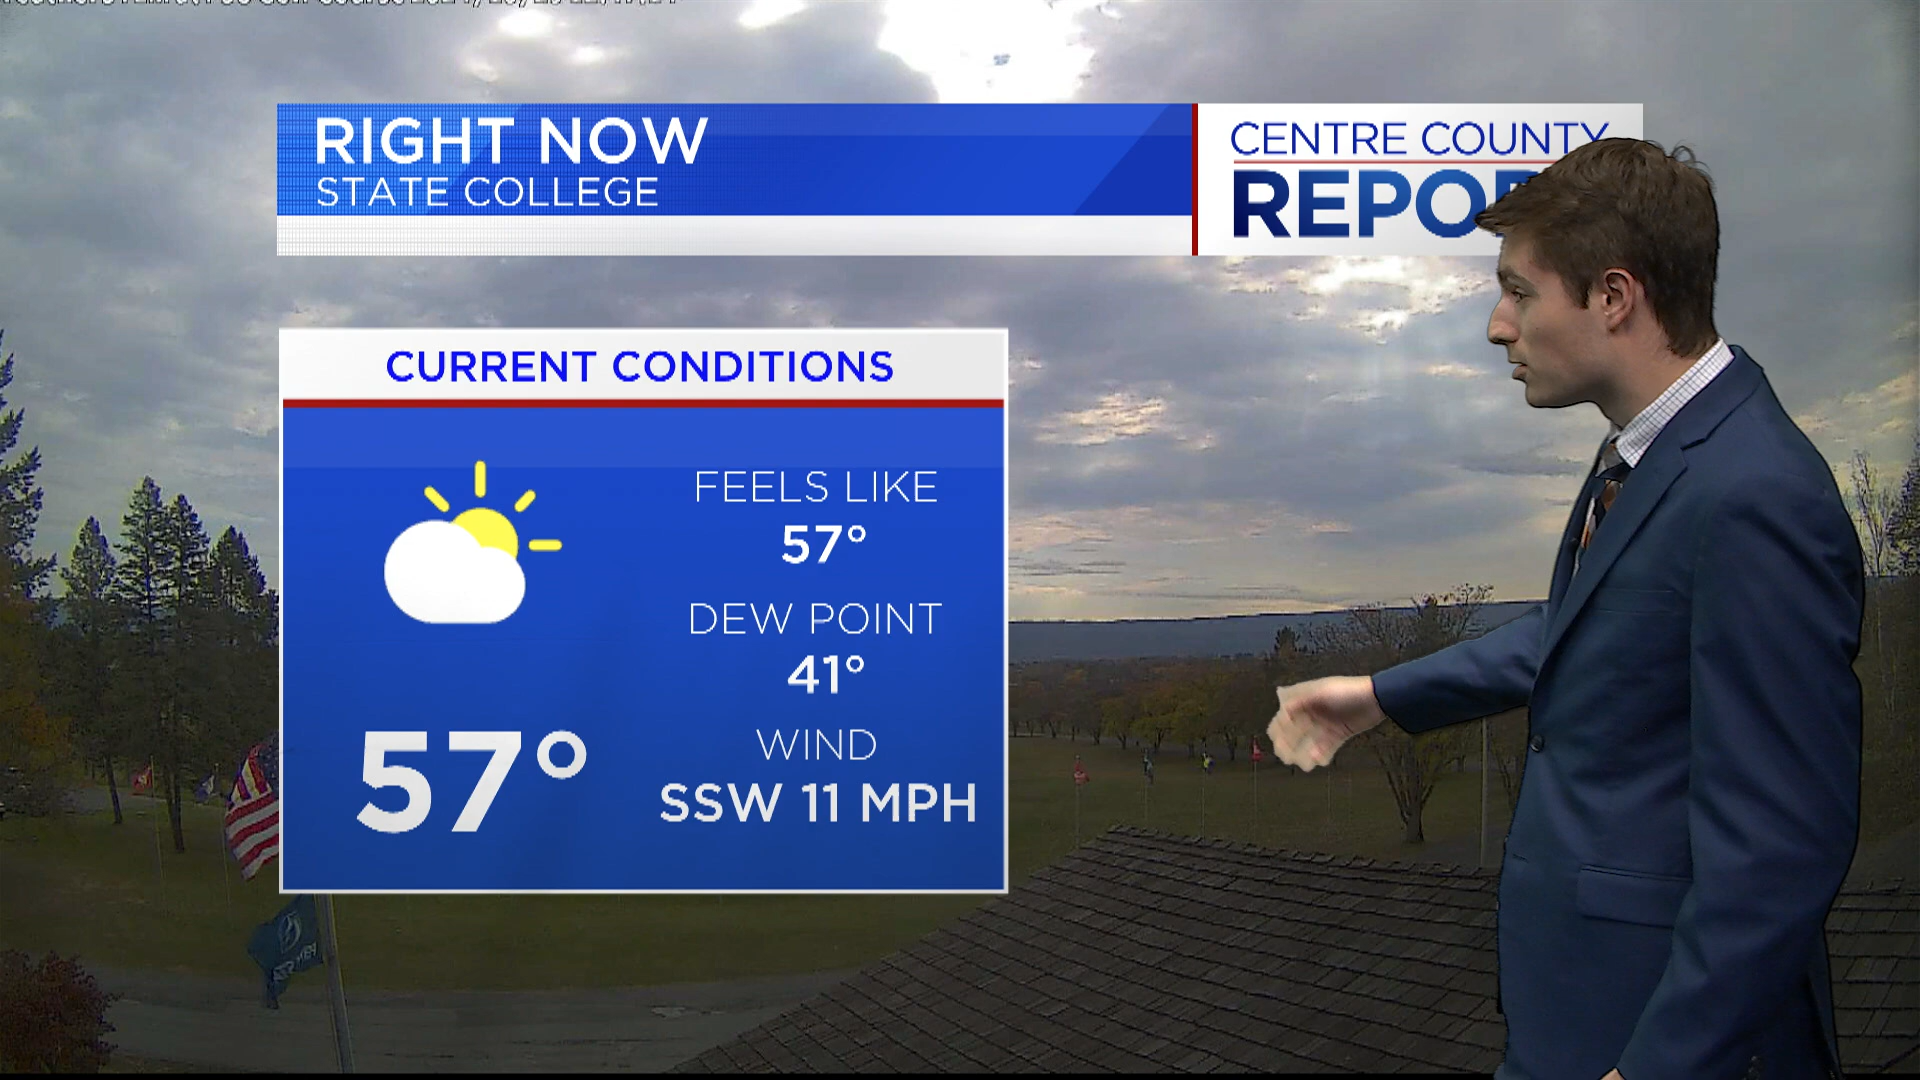 RIGHT NOW
STATE COLLEGE
CENTRE COUNTY
REPO
CURRENT CONDITIONS
FEELS LIKE
57°
DEW POINT
41°
WIND
SSW 11 MPH
57°